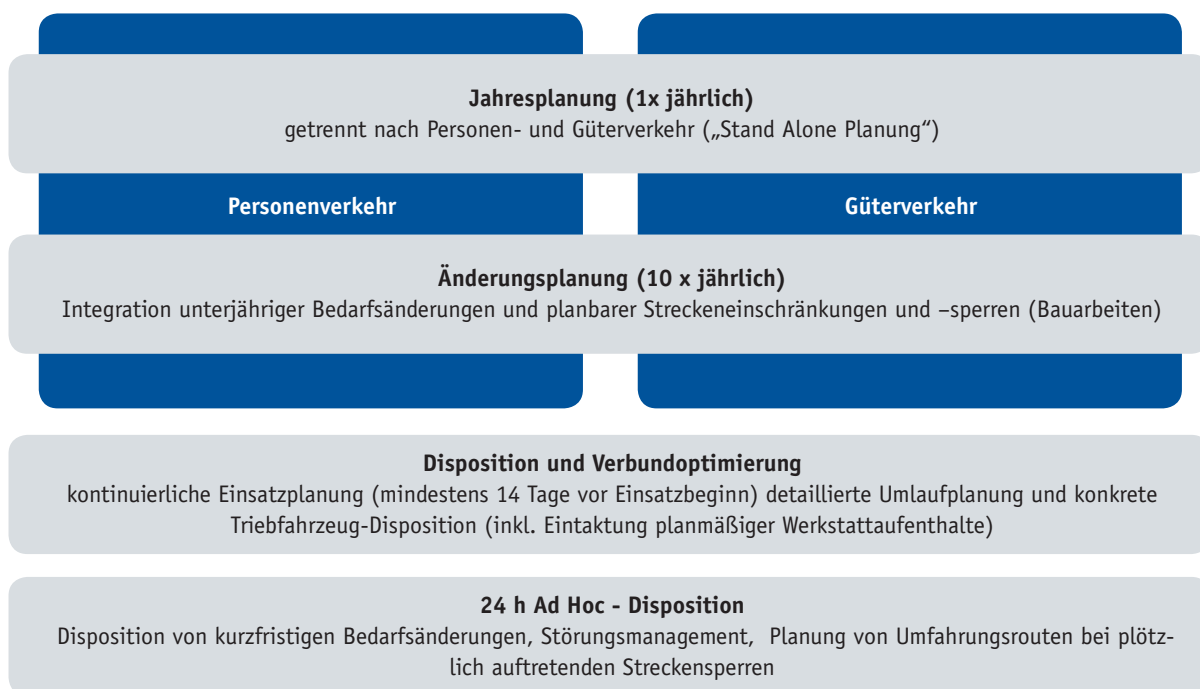 Jahresplanung (1x jährlich)
getrennt nach Personen- und Güterverkehr („Stand Alone Planung“)
Personenverkehr
Güterverkehr
Änderungsplanung (10 x jährlich)
Integration unterjähriger Bedarfsänderungen und planbarer Streckeneinschränkungen und –sperren (Bauarbeiten)
Disposition und Verbundoptimierung
kontinuierliche Einsatzplanung (mindestens 14 Tage vor Einsatzbeginn) detaillierte Umlaufplanung und konkrete
Triebfahrzeug-Disposition (inkl. Eintaktung planmäßiger Werkstattaufenthalte)
24 h Ad Hoc - Disposition
Disposition von kurzfristigen Bedarfsänderungen, Störungsmanagement, Planung von Umfahrungsrouten bei plötz-
lich auftretenden Streckensperren